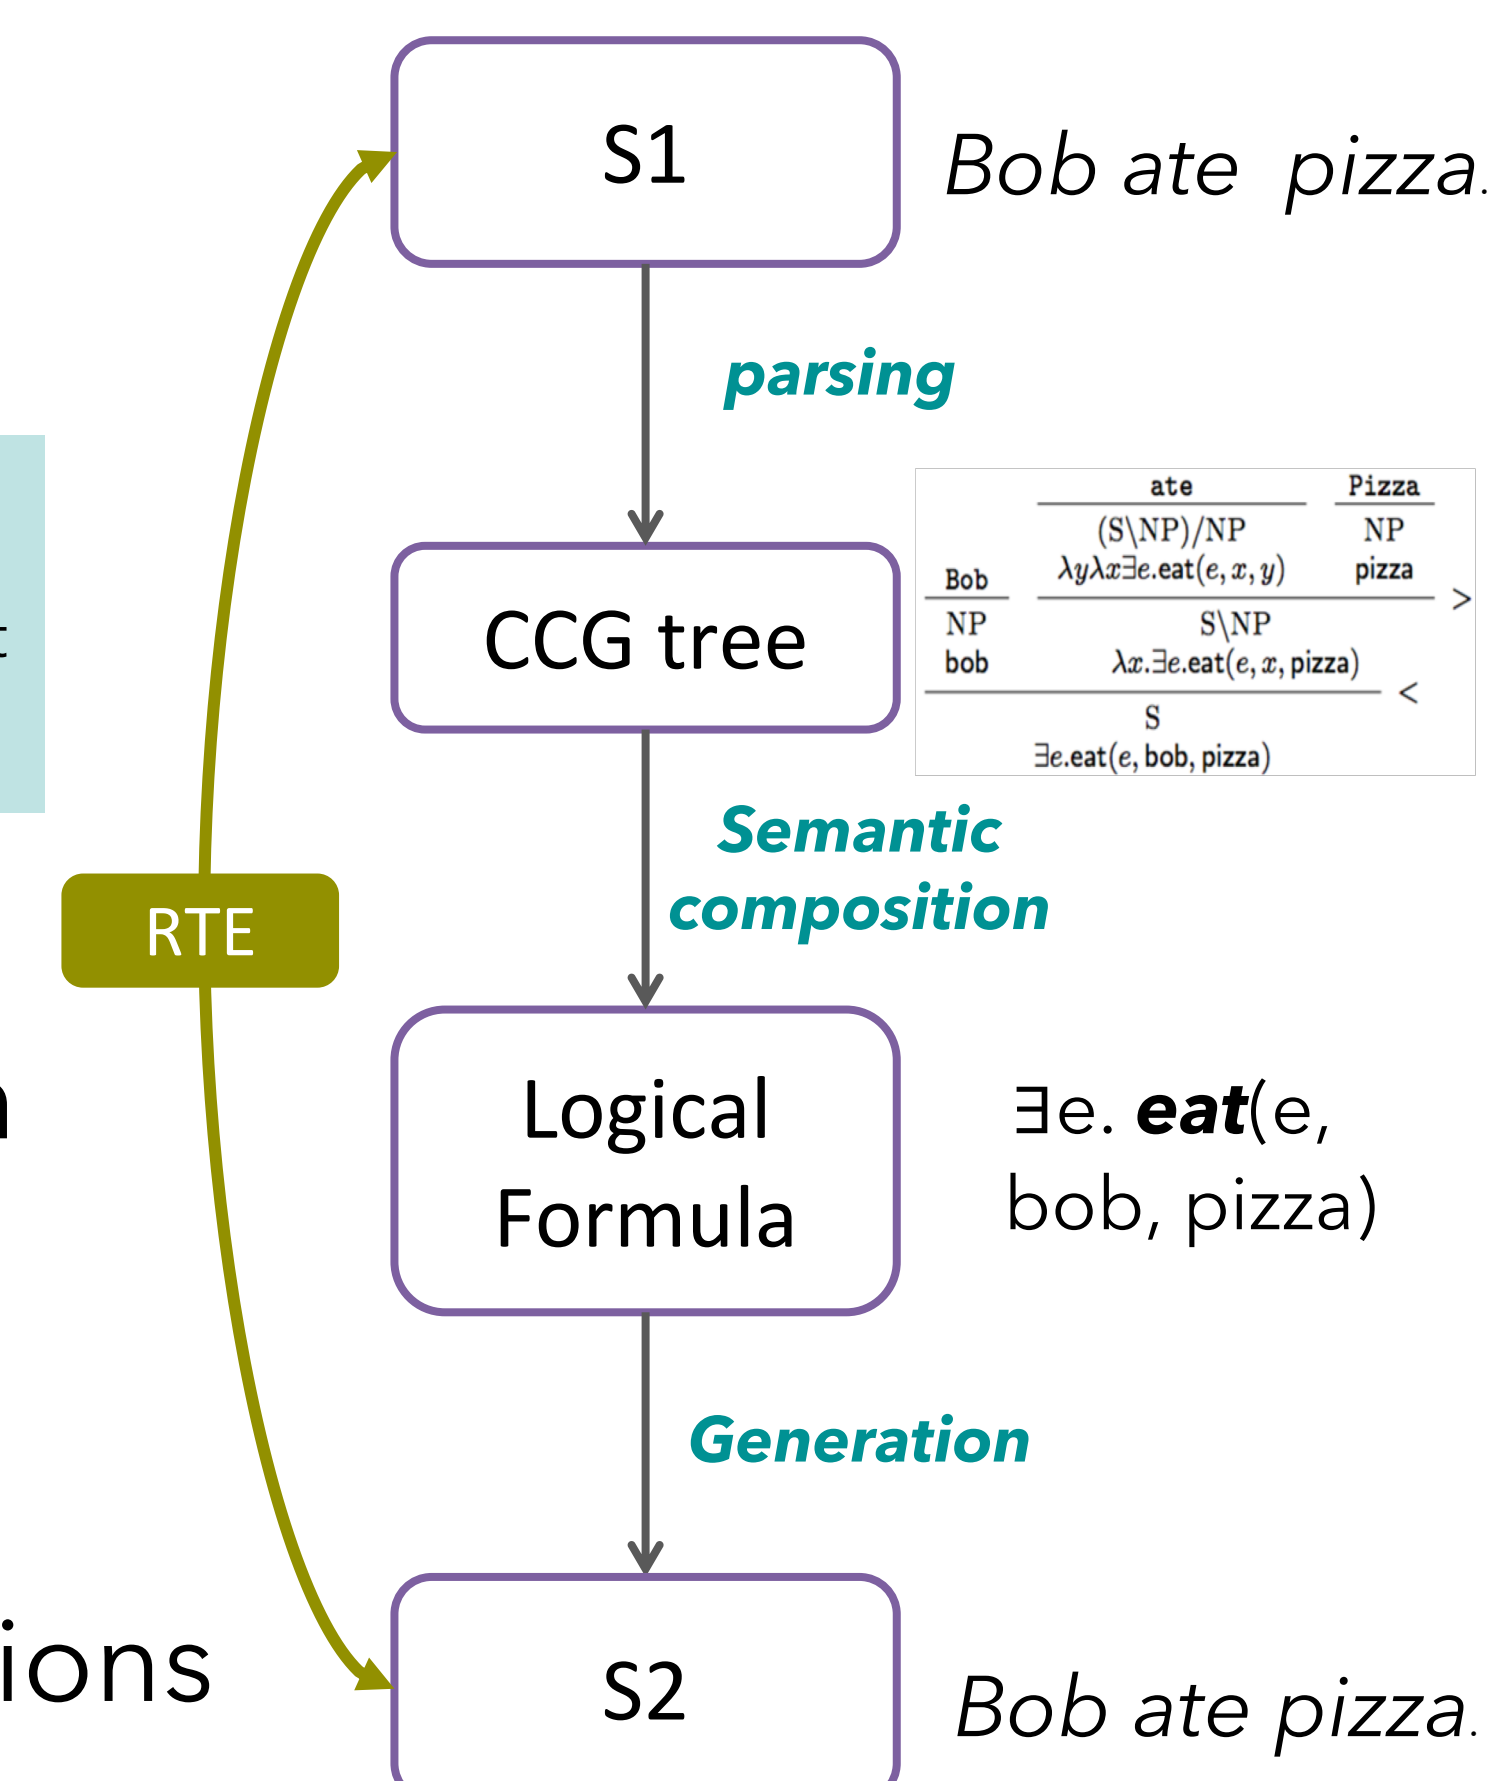 S1
Bob ate pizza.
parsing
ate Pizza
(S\NP)/NP NP
λyλx∃e.eat(e, x, y) pizza
Bob
>
NP S\NP
bob λx.∃e.eat(e, x, pizza)
<
S
∃e.eat(e, bob, pizza)
CCG tree
t
Semantic
composition
RTE
Logical
Formula
∃e. eat(e,
bob, pizza)
n
Generation
ions
S2
Bob ate pizza.